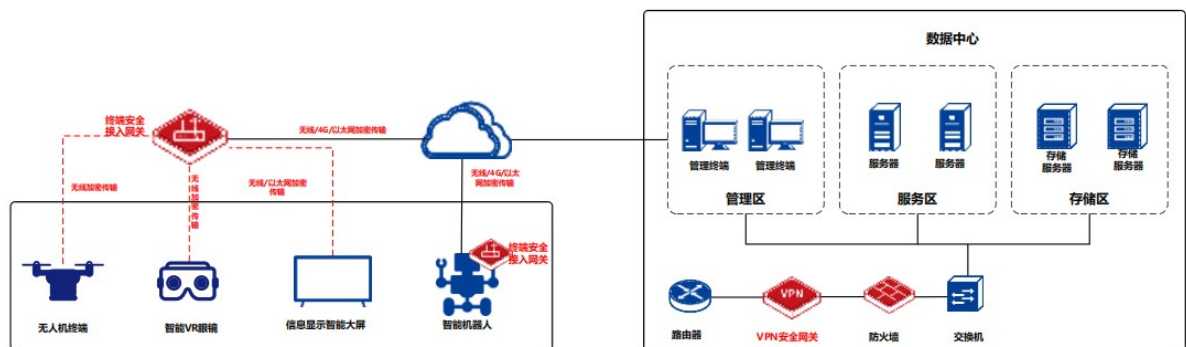 数据中心
终端安全
接入网关
无线/4G/以太网加密传输
管理终端
管理终端
服务器
服务器
存储
服务器
存储
服务器
无线加密传输
无线加密传输
无线/以太网加密
传输
无线/4G/以太
网加密传输
管理区
服务区
存储区
终端安全
接入网关
VPN
无人机终端
智能VR眼镜
信息显示智能大屏
智能机器人
路由器
VPN安全网关
防火墙
交换机